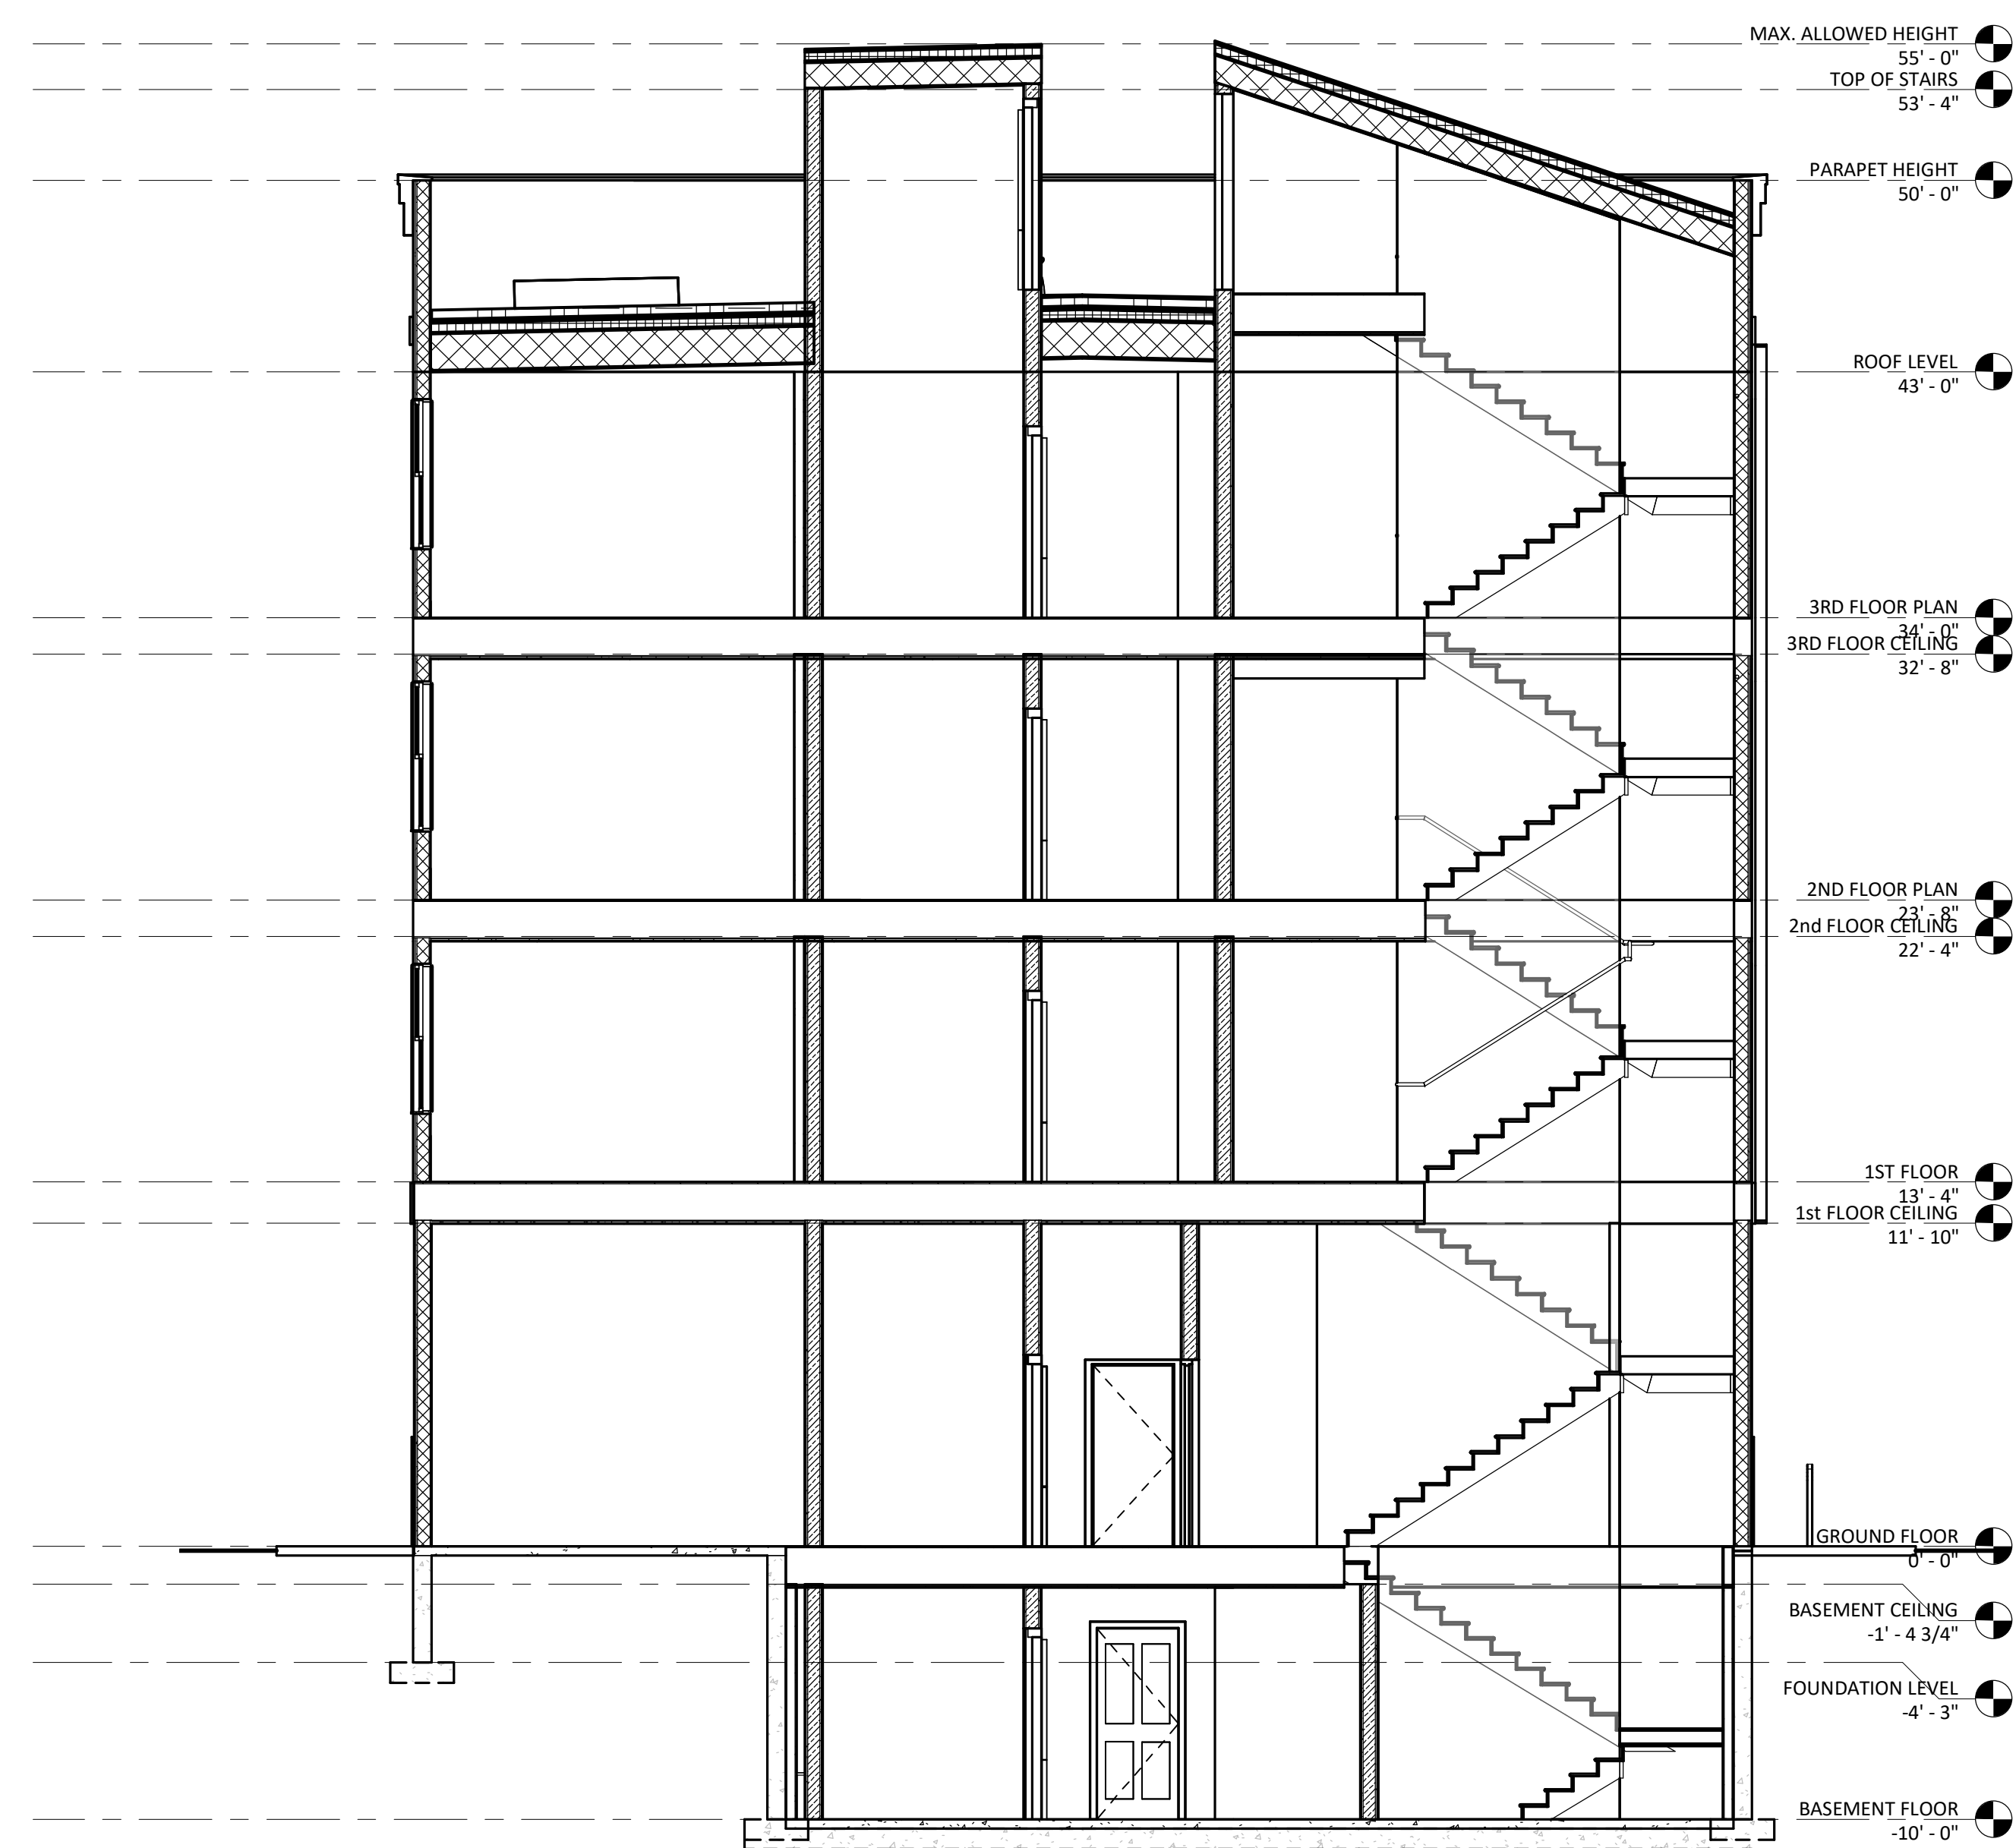 MAX. ALLOWED HEIGHT
55' - 0"
TOP OF STAIRS
53' - 4"
PARAPET HEIGHT
50' - 0"
ROOF LEVEL
43' - 0"
3RD FLOOR PLAN
34' - 0"
3RD FLOOR CEILING
32' - 8"
2ND FLOOR PLAN
23' - 8"
2nd FLOOR CEILING
22' - 4"
1ST FLOOR
13' - 4"
1st FLOOR CEILING
11' - 10"
GROUND FLOOR
0' - 0"
BASEMENT CEILING
-1' - 4 3/4"
FOUNDATION LEVEL
-4' - 3"
BASEMENT FLOOR
-10' - 0"